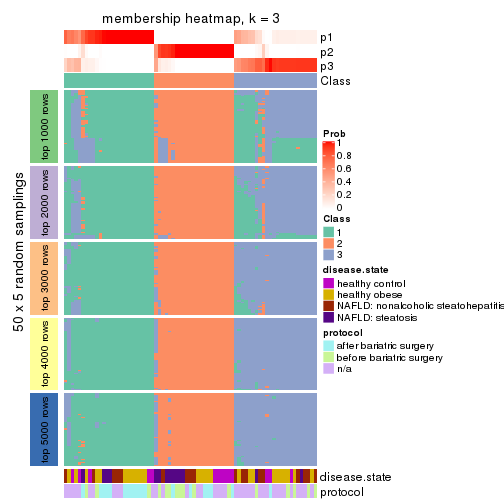 membership heatmap, k = 3
p1
p2
p3
Class
50 x 5 random samplings
top 1000 rows
top 2000 rows
top 3000 rows
top 4000 rows
top 5000 rows
disease.state
protocol
Prob
1
0.8
0.6
0.4
0.2
0
Class
1
2
3
disease.state
healthy control
healthy obese
NAFLD: nonalcoholic steatohepatitis
NAFLD: steatosis
protocol
after bariatric surgery
before bariatric surgery
n/a